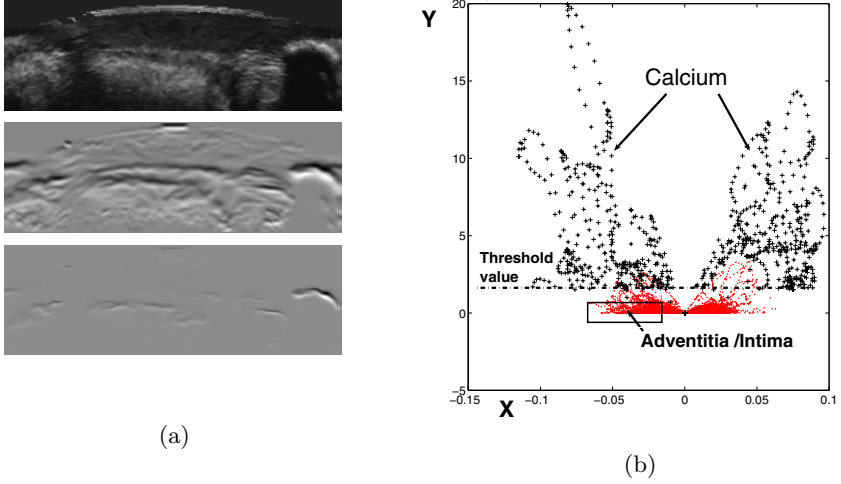 Y
20
15
10
5
0
−5
Calcium
Threshold
value
Adventitia /Intima
−0.15
−0.1
−0.05
0
0.05
0.1
X
(a)
(b)